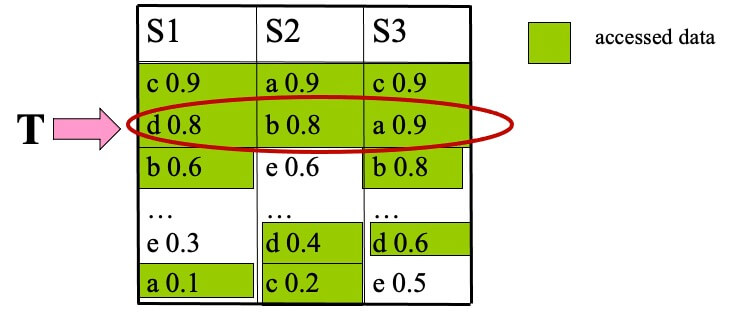 S1 S2 S3
accessed data
c 0.9 a 0.9 c 0.9
T
d 0.8 b 0.8 a 0.9
b 0.6 e 0.6 b 0.8
... ... ...
e 0.3 d 0.4 d 0.6
a 0.1 c 0.2 e 0.5